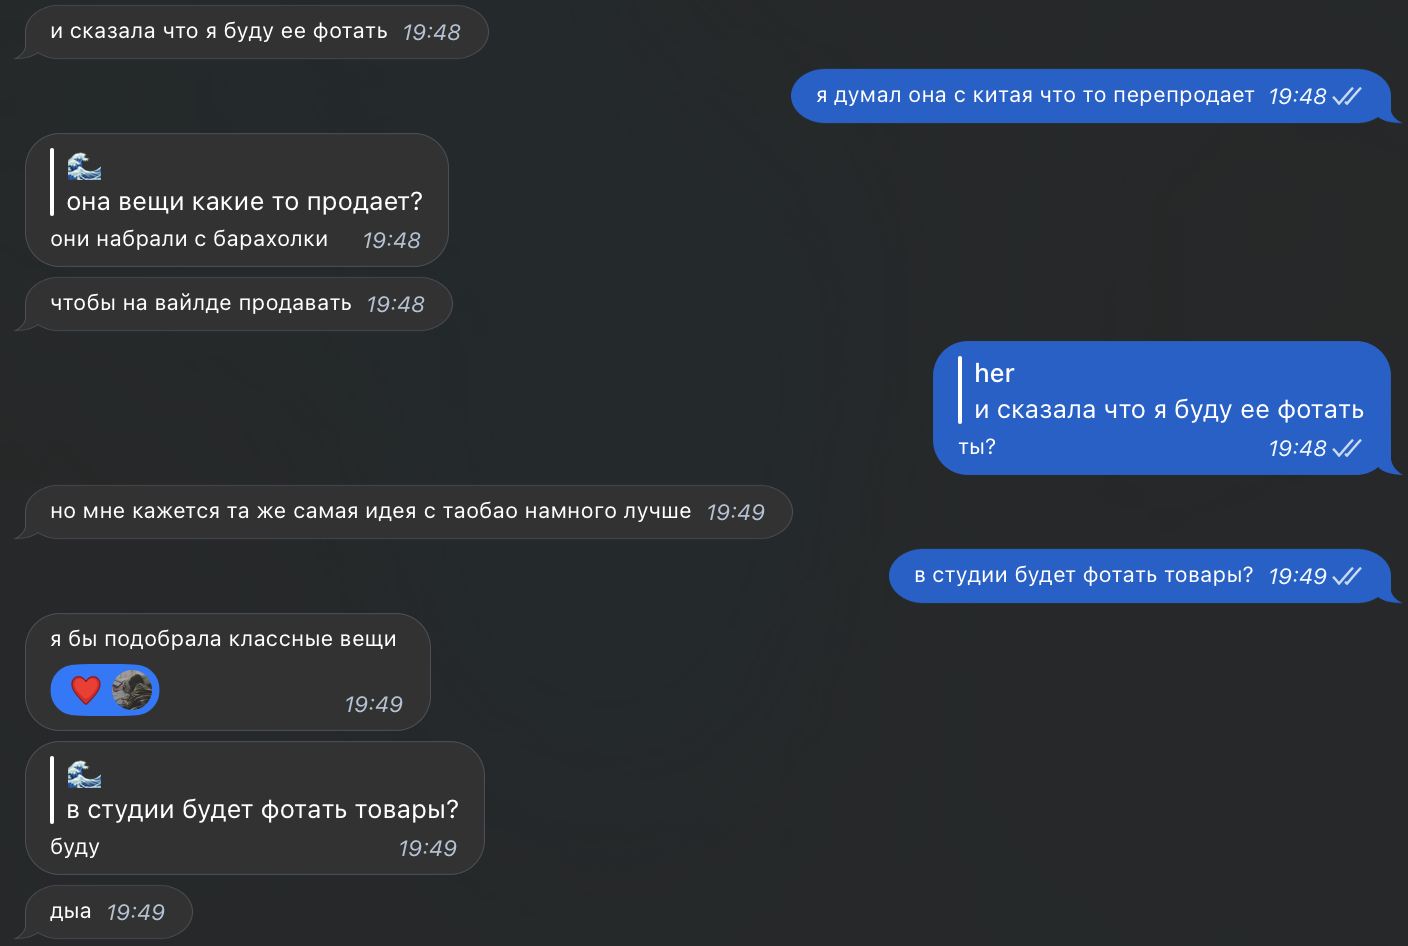 и сказала что я буду ее фотать 19:48
я думал она с китая что то перепродает 19:48
🌊
она вещи какие то продает?
они набрали с барахолки 19:48
чтобы на вайлде продавать 19:48
her
и сказала что я буду ее фотать
ты? 19:48
но мне кажется та же самая идея с таобао намного лучше 19:49
в студии будет фотать товары? 19:49
я бы подобрала классные вещи
❤️ 19:49
🌊
в студии будет фотать товары?
буду 19:49
дыа 19:49